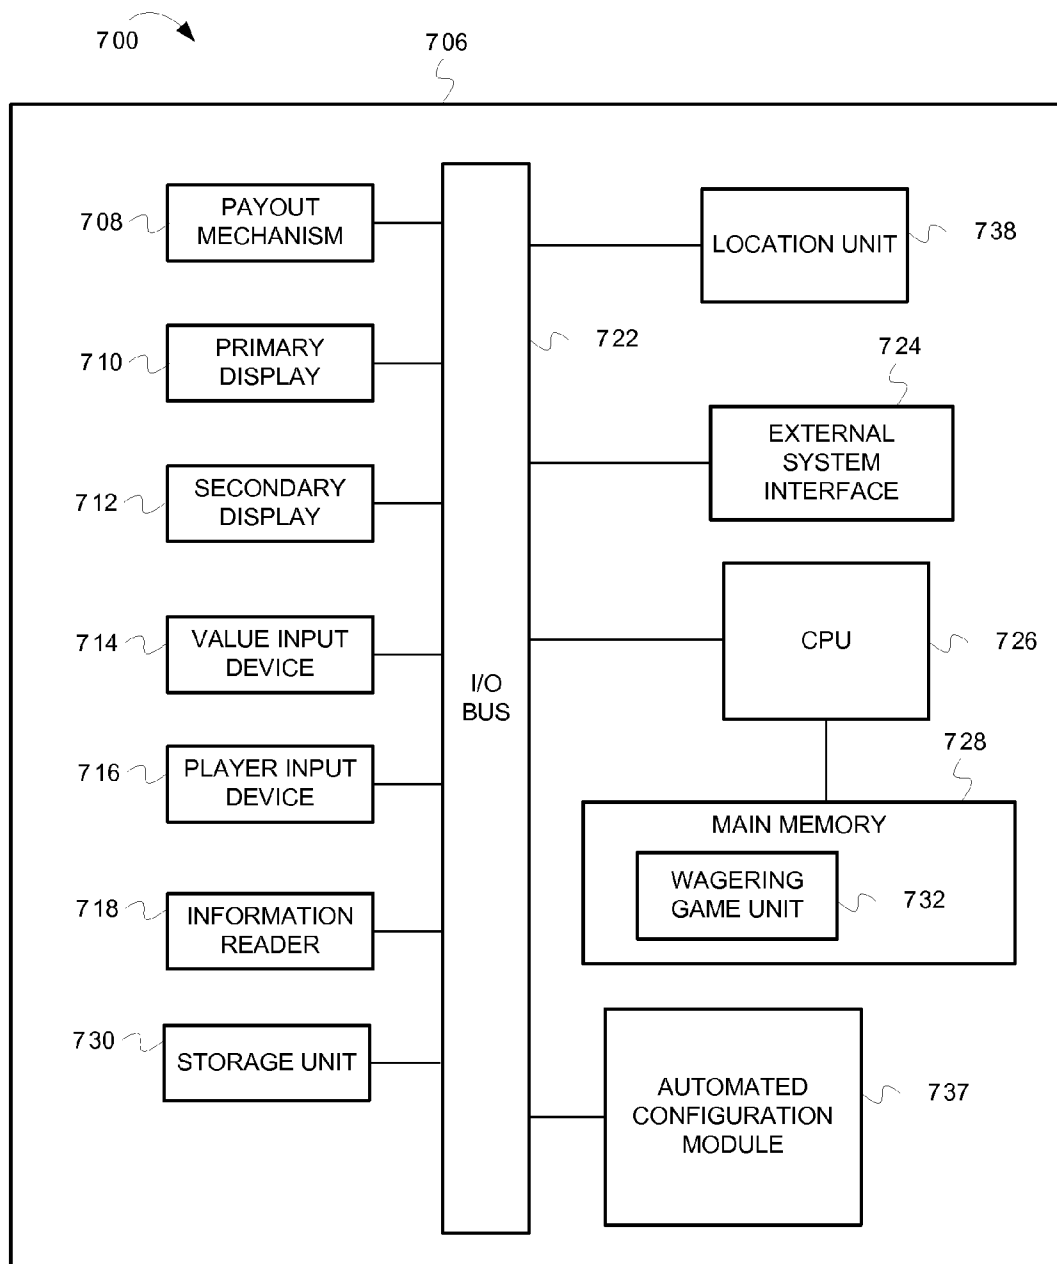 700
706
708
PAYOUT
MECHANISM
710
PRIMARY
DISPLAY
712
SECONDARY
DISPLAY
714
VALUE INPUT
DEVICE
716
PLAYER INPUT
DEVICE
718
INFORMATION
READER
730
STORAGE UNIT
I/O
BUS
722
LOCATION UNIT
738
724
EXTERNAL
SYSTEM
INTERFACE
CPU
726
728
MAIN MEMORY
WAGERING
GAME UNIT
732
AUTOMATED
CONFIGURATION
MODULE
737